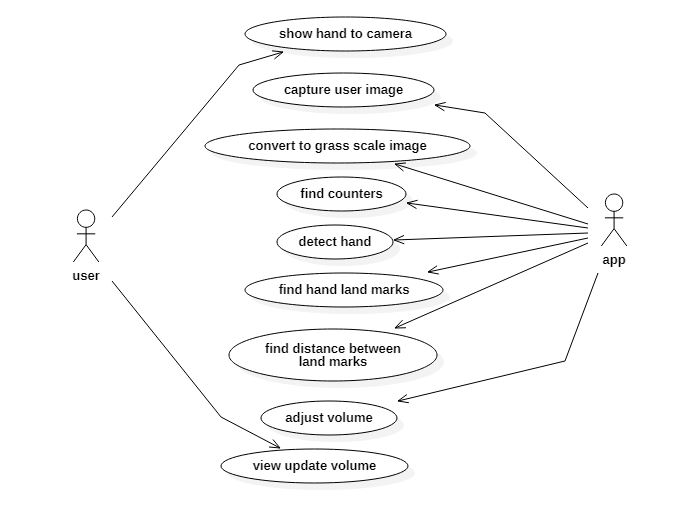 show hand to camera
capture user image
convert to grass scale image
find counters
detect hand
user
app
find hand land marks
find distance between
land marks
adjust volume
view update volume